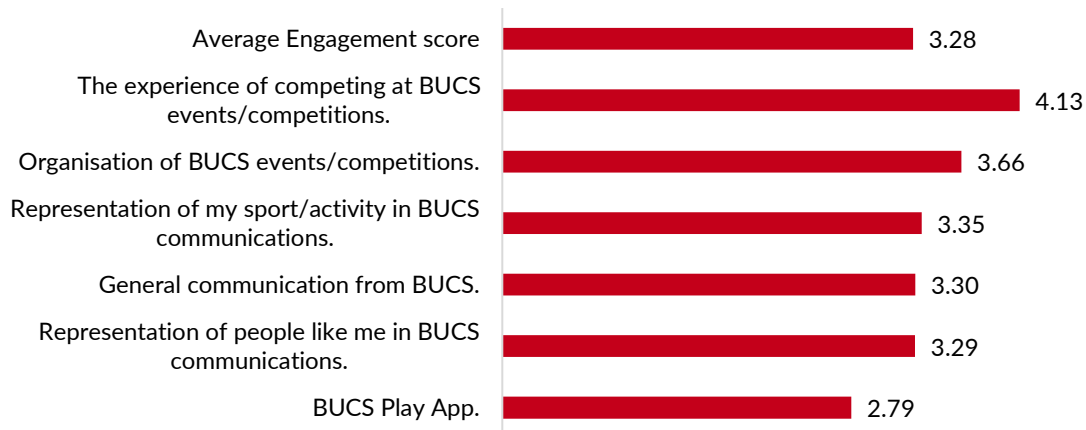 Average Engagement score
3.28
The experience of competing at BUCS
events/competitions.
4.13
Organisation of BUCS events/competitions.
3.66
Representation of my sport/activity in BUCS
communications.
3.35
General communication from BUCS.
3.30
Representation of people like me in BUCS
communications.
3.29
BUCS Play App.
2.79